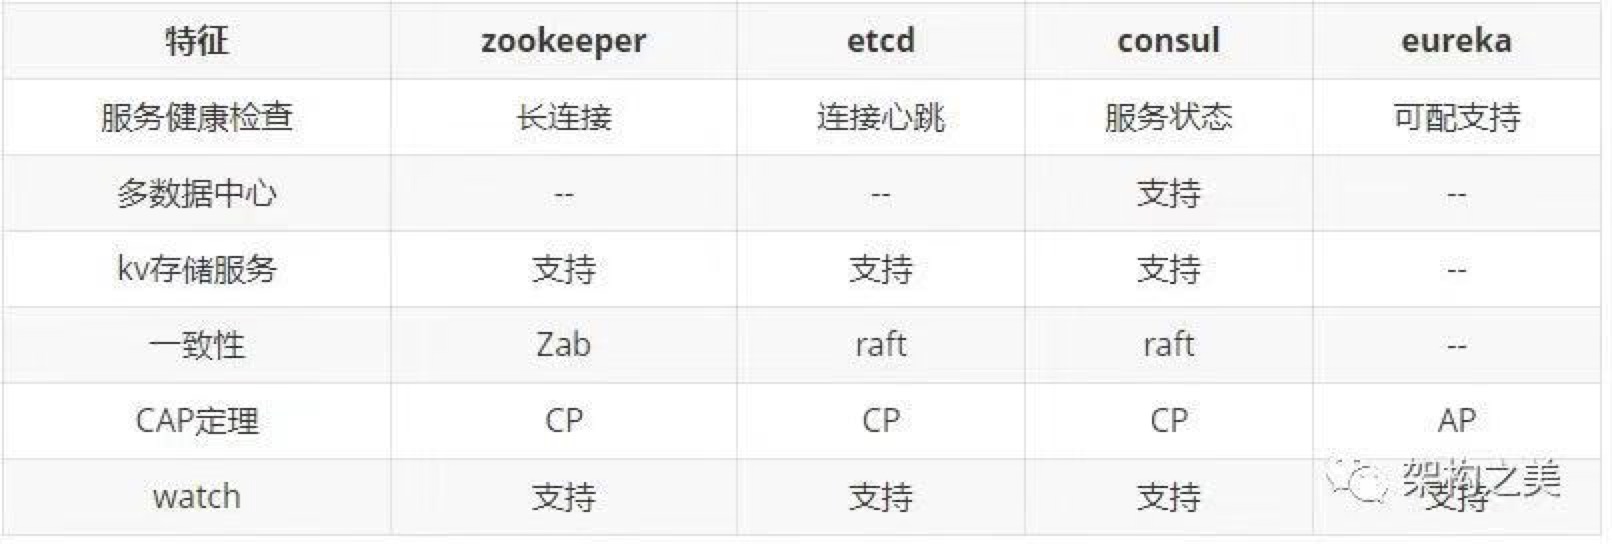 特征 zookeeper etcd consul eureka
服务健康检查 长连接 连接心跳 服务状态 可配支持
多数据中心 -- -- 支持 --
kv存储服务 支持 支持 支持 --
一致性 Zab raft raft --
CAP定理 CP CP CP AP
watch 支持 支持 支持 支持
架构之美